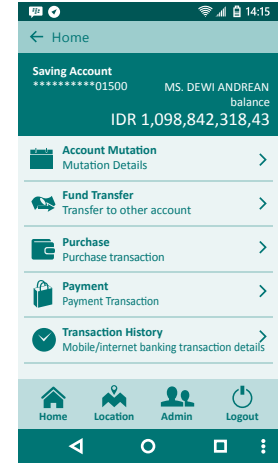 14:15
Home
Saving Account
**********01500
MS. DEWI ANDREAN
balance
IDR 1,098,842,318,43
Account Mutation
Mutation Details
Fund Transfer
Transfer to other account
Purchase
Purchase transaction
Payment
Payment Transaction
Transaction History
Mobile/internet banking transaction details
Home Location Admin Logout